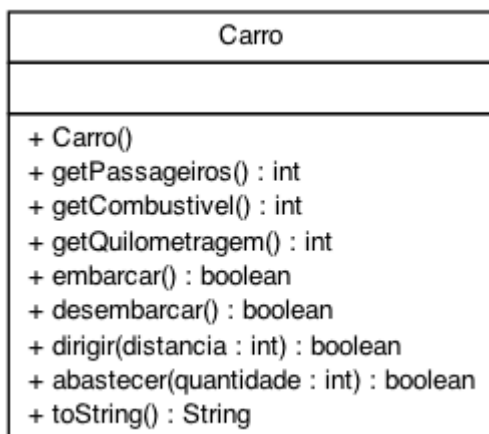 Carro
+ Carro()
+ getPassageiros() : int
+ getCombustivel() : int
+ getQuilometragem() : int
+ embarcar() : boolean
+ desembarcar() : boolean
+ dirigir(distancia : int) : boolean
+ abastecer(quantidade : int) : boolean
+ toString() : String